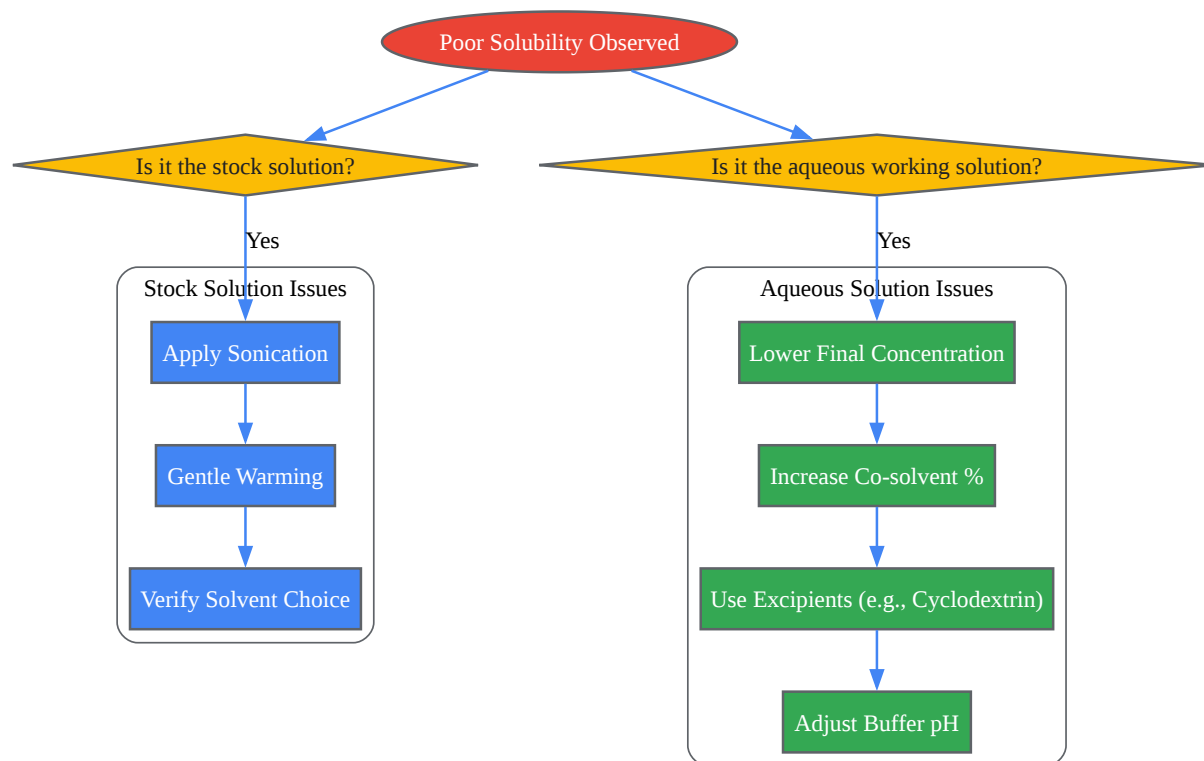 Poor Solubility Observed
Is it the stock solution?
Is it the aqueous working solution?
Yes
Yes
Stock Solution Issues
Aqueous Solution Issues
Apply Sonication
Lower Final Concentration
Gentle Warming
Increase Co-solvent %
Verify Solvent Choice
Use Excipients (e.g., Cyclodextrin)
Adjust Buffer pH